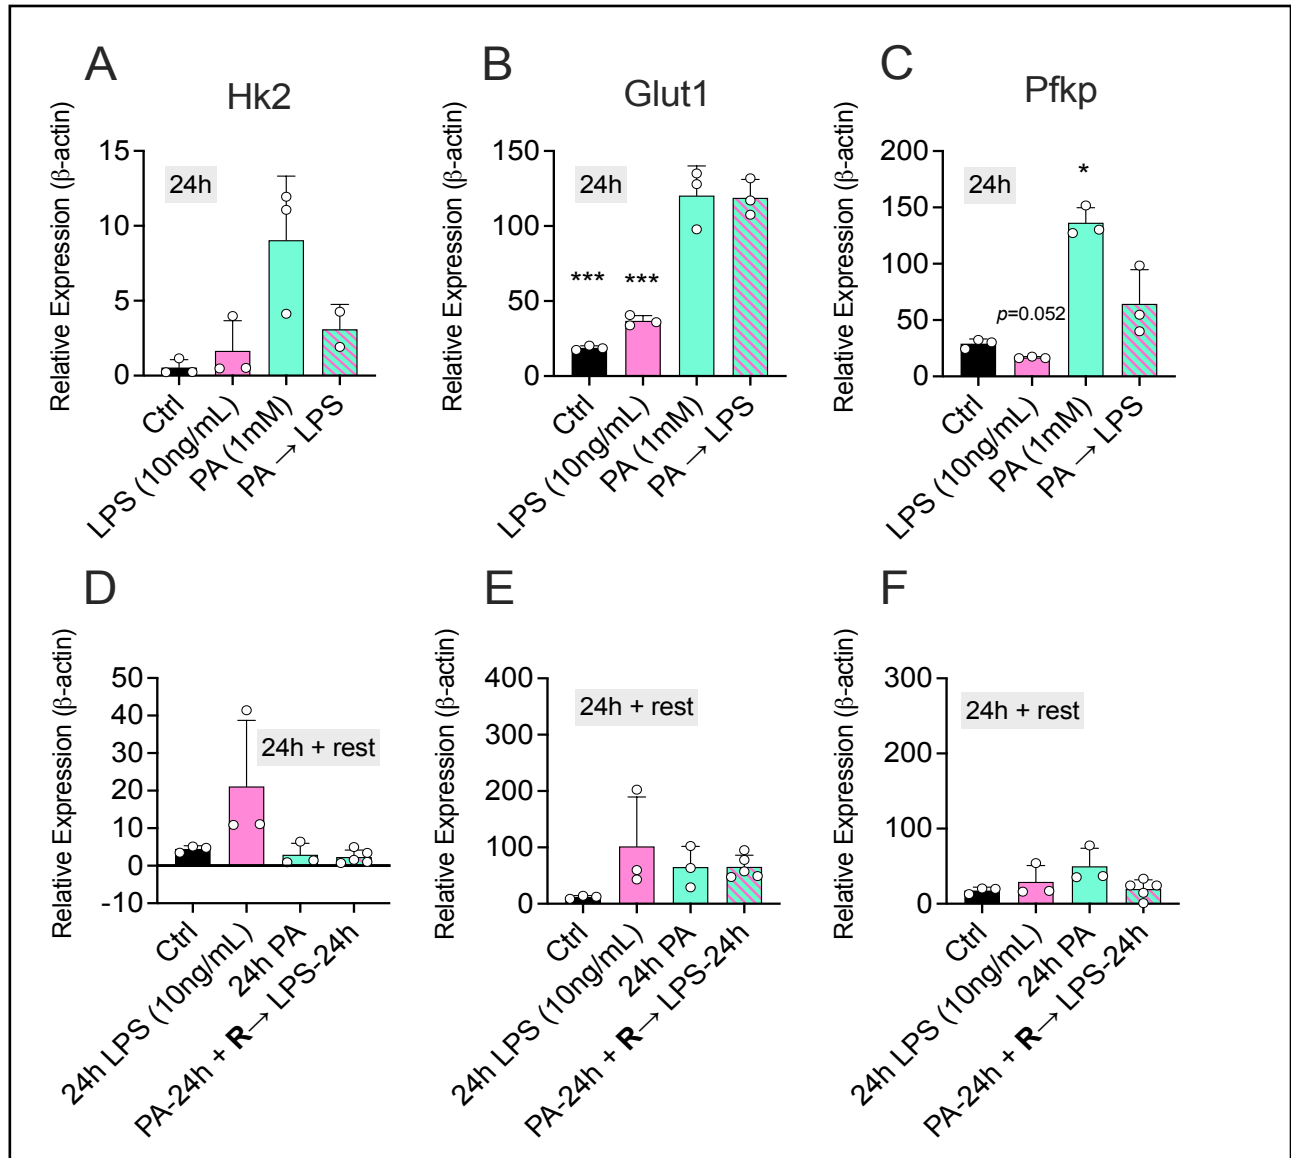 A
Hk2
Relative Expression (β-actin)
15
10
5
0
24h
Ctrl
LPS (10ng/mL)
PA (1mM)
PA → LPS
B
Glut1
Relative Expression (β-actin)
150
100
50
0
24h
***
***
Ctrl
LPS (10ng/mL)
PA (1mM)
PA → LPS
C
Pfkp
Relative Expression (β-actin)
200
150
100
50
0
24h
*
p=0.052
Ctrl
LPS (10ng/mL)
PA (1mM)
PA → LPS
D
Relative Expression (β-actin)
50
40
30
20
10
0
-10
24h + rest
Ctrl
24h LPS (10ng/mL)
24h PA
PA-24h + R→ LPS-24h
E
Relative Expression (β-actin)
400
300
200
100
0
24h + rest
Ctrl
24h LPS (10ng/mL)
24h PA
PA-24h + R→ LPS-24h
F
Relative Expression (β-actin)
300
200
100
0
24h + rest
Ctrl
24h LPS (10ng/mL)
24h PA
PA-24h + R→ LPS-24h